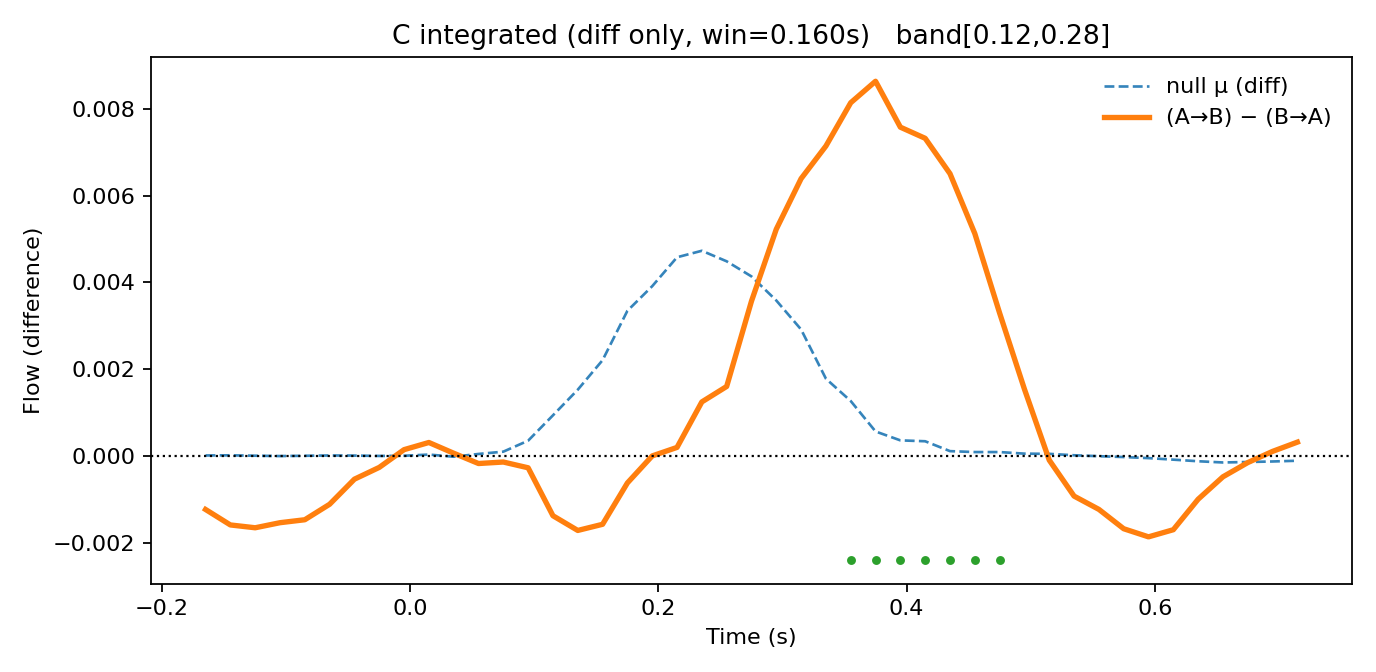 C integrated (diff only, win=0.160s)   band[0.12,0.28]
null μ (diff)
(A→B) − (B→A)
Flow (difference)
0.008
0.006
0.004
0.002
0.000
−0.002
−0.2
0.0
0.2
0.4
0.6
Time (s)